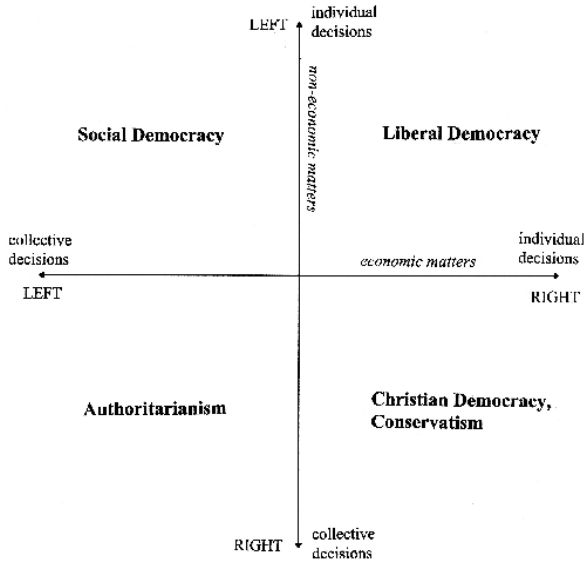 LEFT
individual
decisions
non-economic matters
Social Democracy
Liberal Democracy
collective
decisions
LEFT
economic matters
individual
decisions
RIGHT
Authoritarianism
Christian Democracy,
Conservatism
RIGHT
collective
decisions